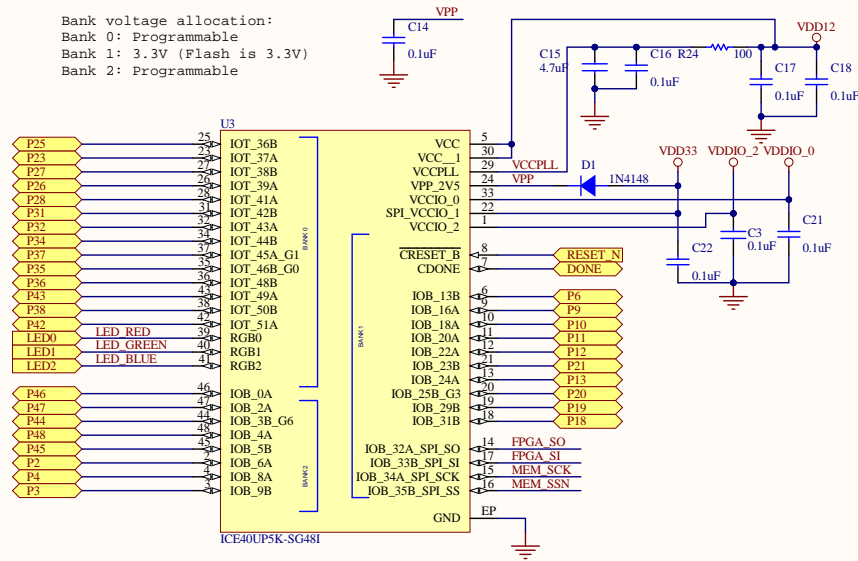 Bank voltage allocation:
Bank 0: Programmable
Bank 1: 3.3V (Flash is 3.3V)
Bank 2: Programmable
VPP
C14
0.1uF
VDD12
C15
4.7uF
C16
0.1uF
R24
100
C17
0.1uF
C18
0.1uF
U3
P25 25 IOT_36B
P23 23 IOT_37A
P27 27 IOT_38B
P26 26 IOT_39A
P28 28 IOT_41A
P31 31 IOT_42B
P32 32 IOT_43A
P34 34 IOT_44B
P37 37 IOT_45A_G1
P35 35 IOT_46B_G0
P36 36 IOT_48B
P43 43 IOT_49A
P38 38 IOT_50B
P42 42 IOT_51A
LED0 LED_RED 39 RGB0
LED1 LED_GREEN 40 RGB1
LED2 LED_BLUE 41 RGB2
P46 46 IOB_0A
P47 47 IOB_2A
P44 44 IOB_3B_G6
P48 48 IOB_4A
P45 45 IOB_5B
P2 2 IOB_6A
P4 4 IOB_8A
P3 3 IOB_9B
BANK0
BANK1
BANK2
VCC 5
VCC__1 30
VCCPLL 29 VCCPLL
VPP_2V5 24 VPP
VCCIO_0 33
SPI_VCCIO_1 22
VCCIO_2 1
D1
1N4148
VDD33
VDDIO_2
VDDIO_0
C22
0.1uF
C3
0.1uF
C21
0.1uF
CRESET_B 8 RESET_N
CDONE 7 DONE
IOB_13B 6 P6
IOB_16A 9 P9
IOB_18A 10 P10
IOB_20A 11 P11
IOB_22A 12 P12
IOB_23B 21 P21
IOB_24A 13 P13
IOB_25B_G3 20 P20
IOB_29B 19 P19
IOB_31B 18 P18
IOB_32A_SPI_SO 14 FPGA_SO
IOB_33B_SPI_SI 17 FPGA_SI
IOB_34A_SPI_SCK 15 MEM_SCK
IOB_35B_SPI_SS 16 MEM_SSN
GND EP
ICE40UP5K-SG48I